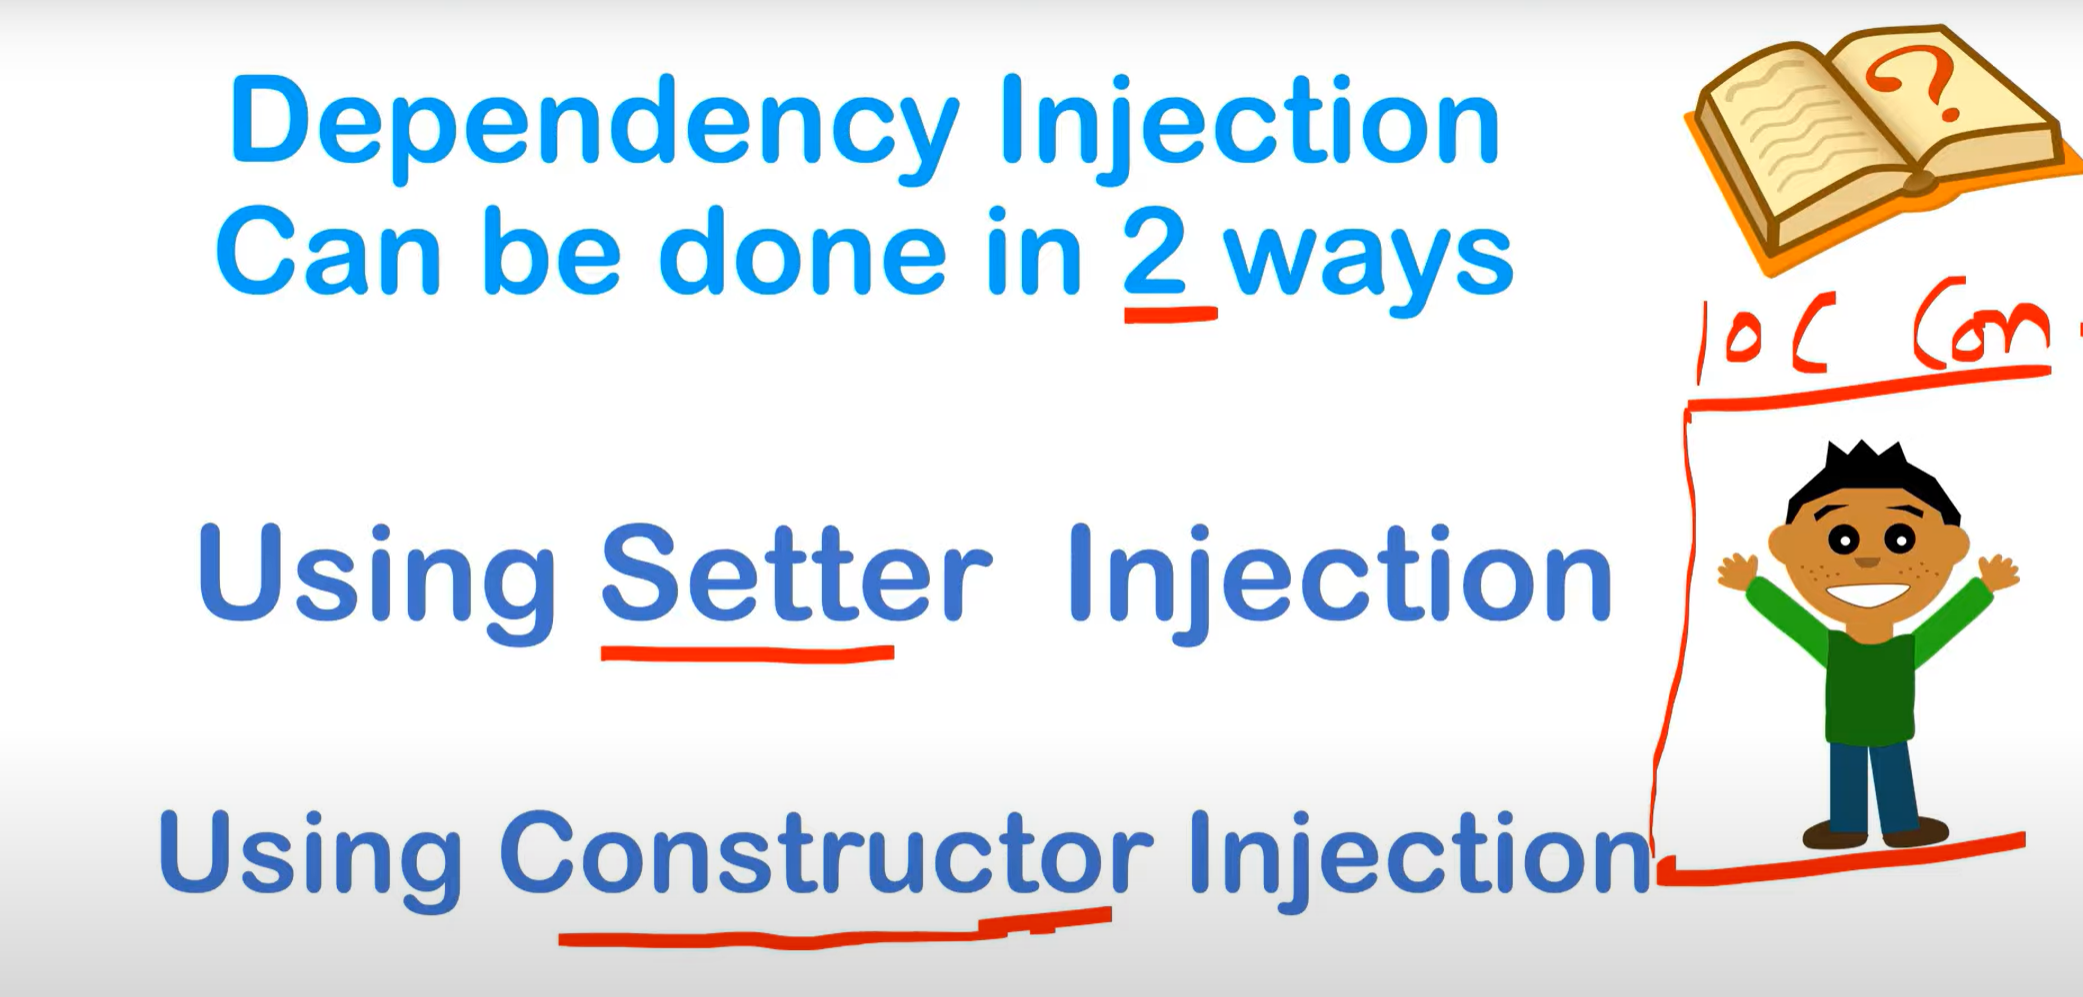 Dependency Injection
Can be done in 2 ways
?
IOC Con
Using Setter Injection
Using Constructor Injection